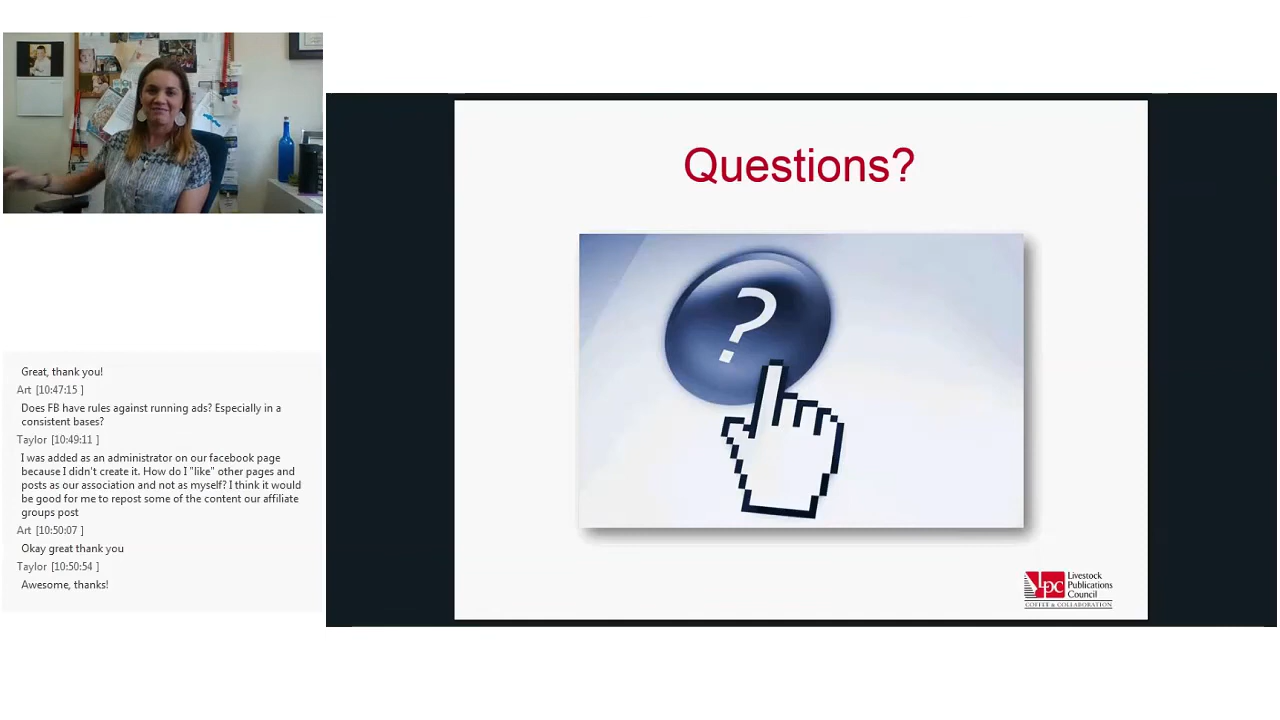 Great, thank you!
Art [10:47:15 ]
Does FB have rules against running ads? Especially in a
consistent bases?
Taylor [10:49:11 ]
I was added as an administrator on our facebook page
because I didn't create it. How do I "like" other pages and
posts as our association and not as myself? I think it would
be good for me to repost some of the content our affiliate
groups post
Art [10:50:07 ]
Okay great thank you
Taylor [10:50:54 ]
Awesome, thanks!
Questions?
?
lpc
Livestock
Publications
Council
COFFEE & COLLABORATION